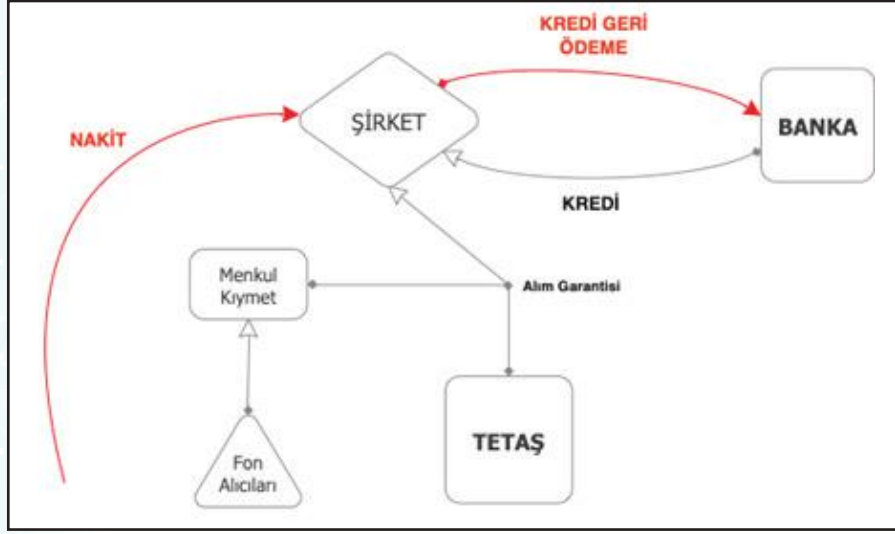 KREDİ GERİ
ÖDEME
NAKİT
ŞİRKET
BANKA
KREDİ
Menkul
Kıymet
Alım Garantisi
TETAŞ
Fon
Alıcıları